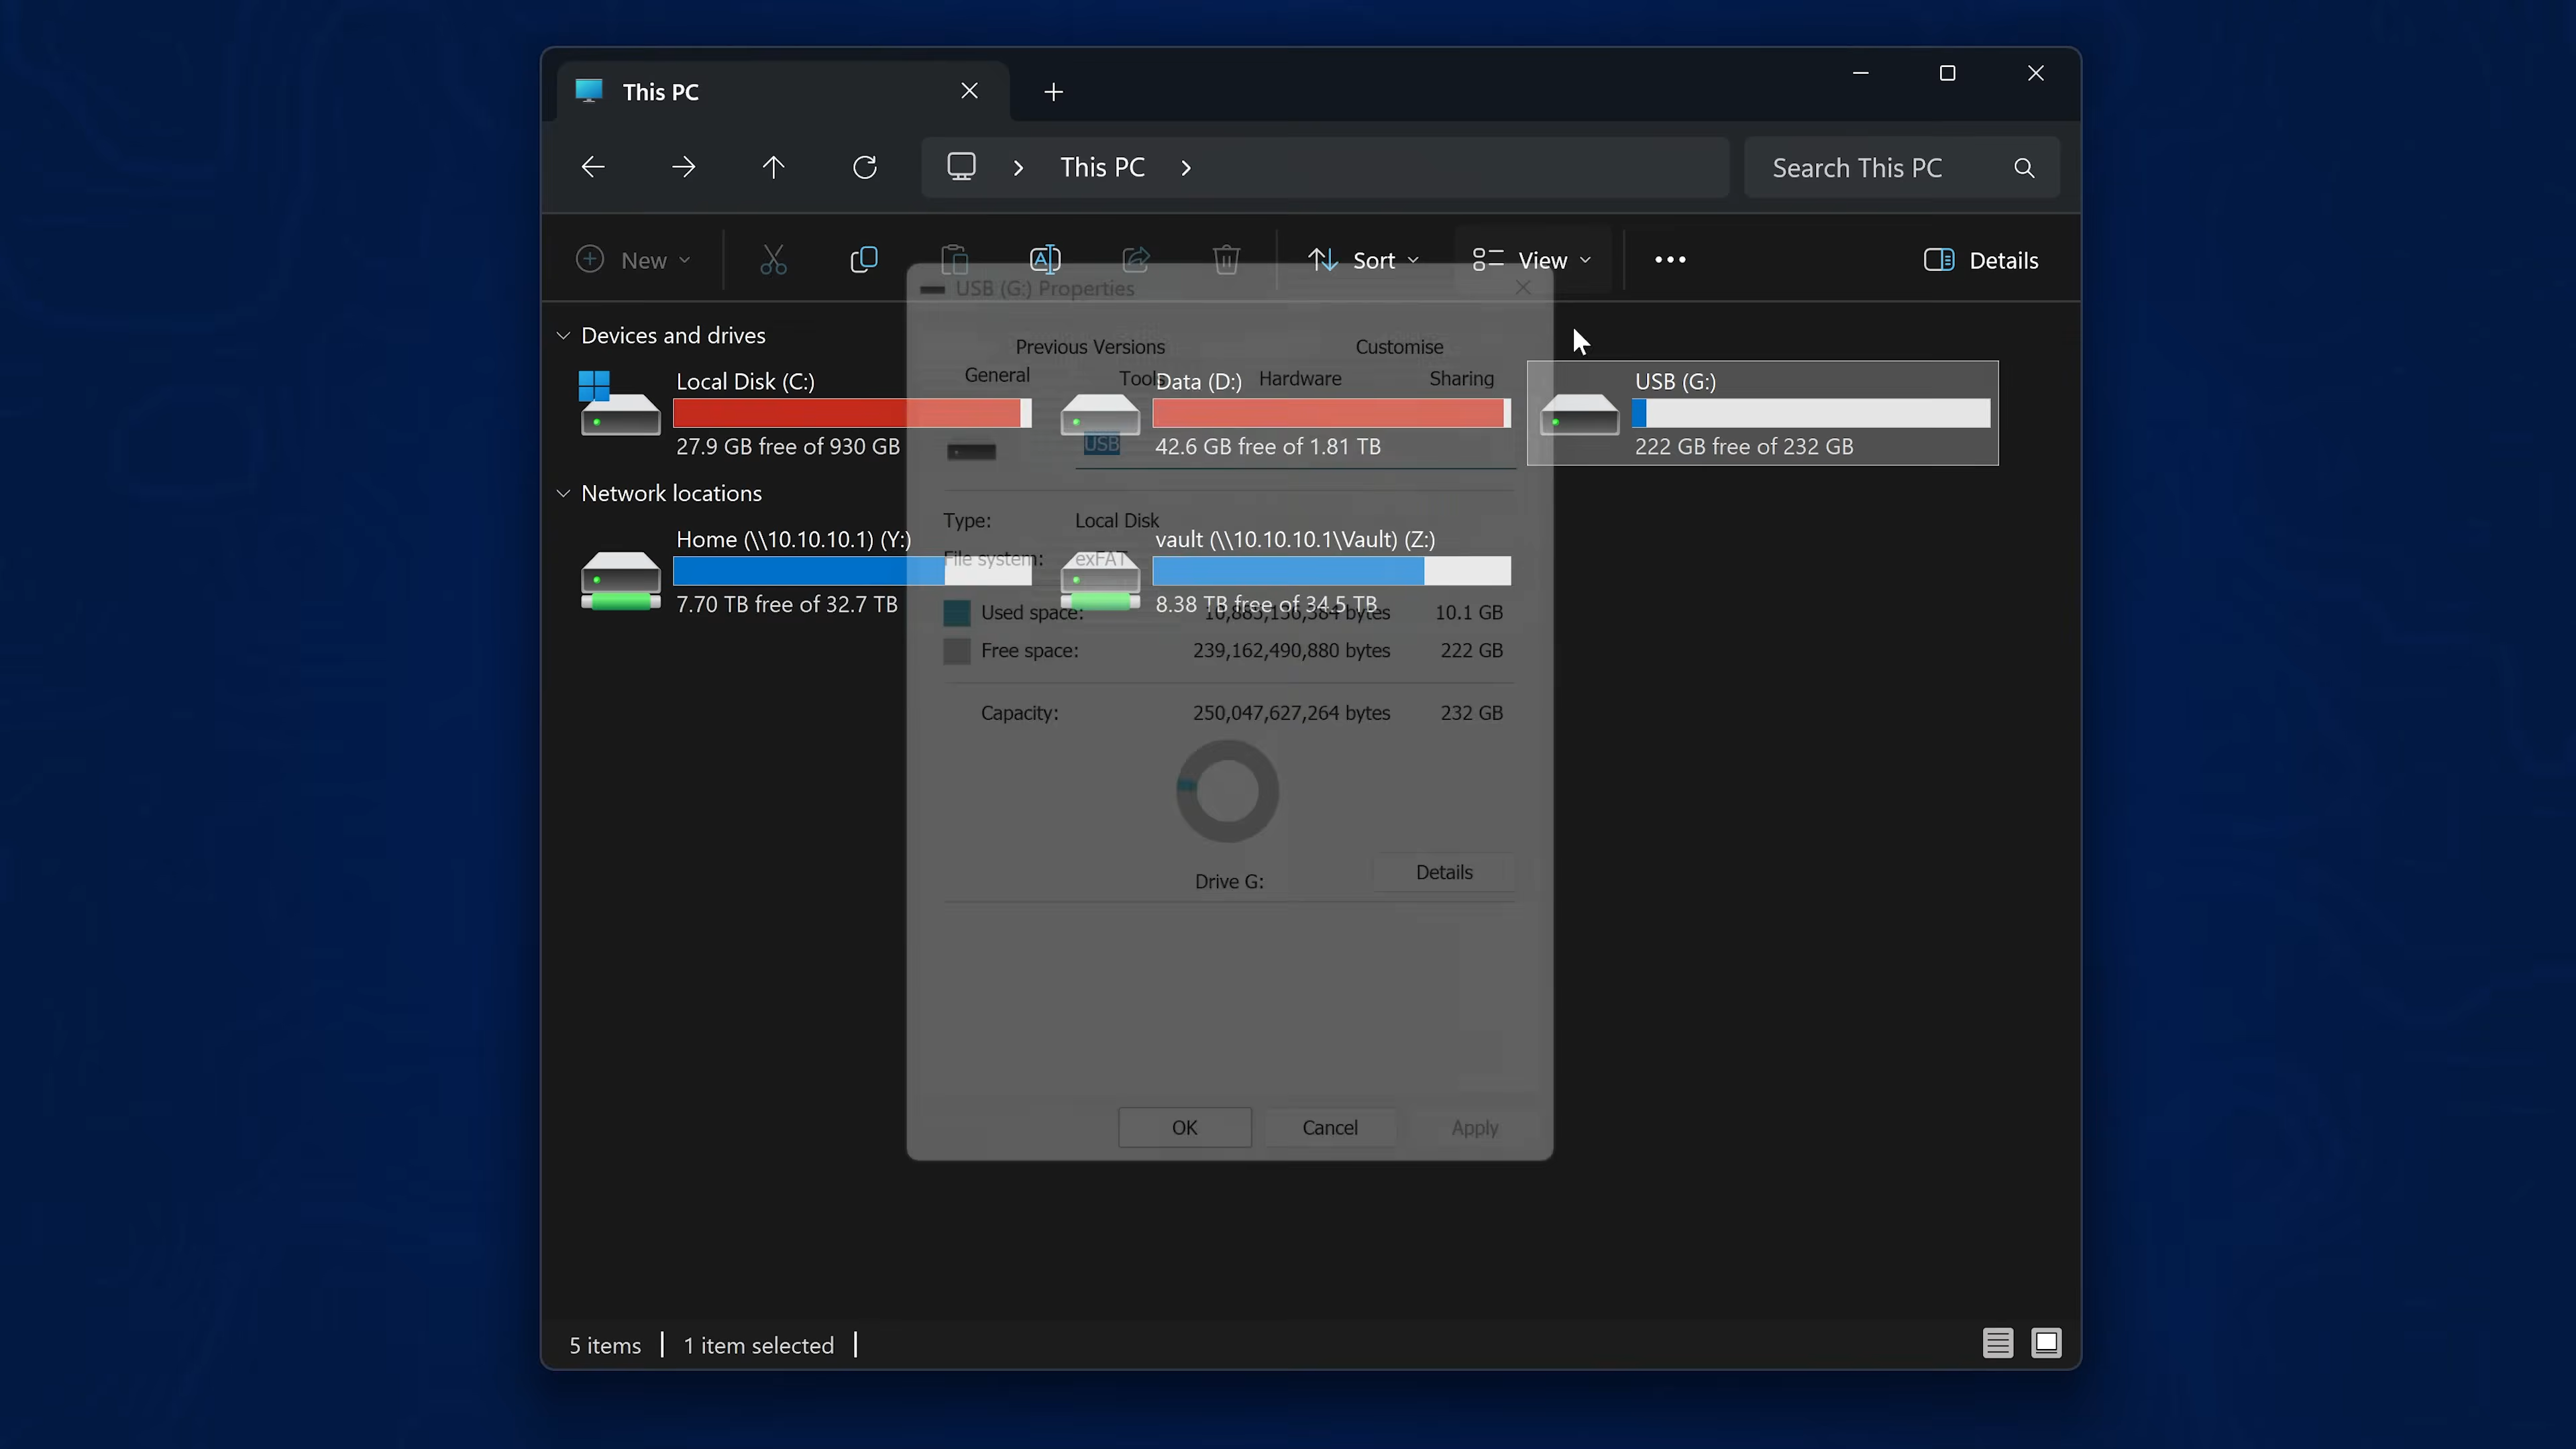 This PC
This PC
Search This PC
New
Sort
View
Details
USB (G:) Properties
Previous Versions
Customise
General
Tools
Hardware
Sharing
Devices and drives
Local Disk (C:)
27.9 GB free of 930 GB
Data (D:)
42.6 GB free of 1.81 TB
USB (G:)
222 GB free of 232 GB
USB
Network locations
Type: Local Disk
Home (\\10.10.10.1) (Y:)
7.70 TB free of 32.7 TB
vault (\\10.10.10.1\Vault) (Z:)
8.38 TB free of 34.5 TB
File system: exFAT
Used space: bytes 10.1 GB
Free space: 239,162,490,880 bytes 222 GB
Capacity: 250,047,627,264 bytes 232 GB
Drive G:
Details
OK
Cancel
Apply
5 items
1 item selected